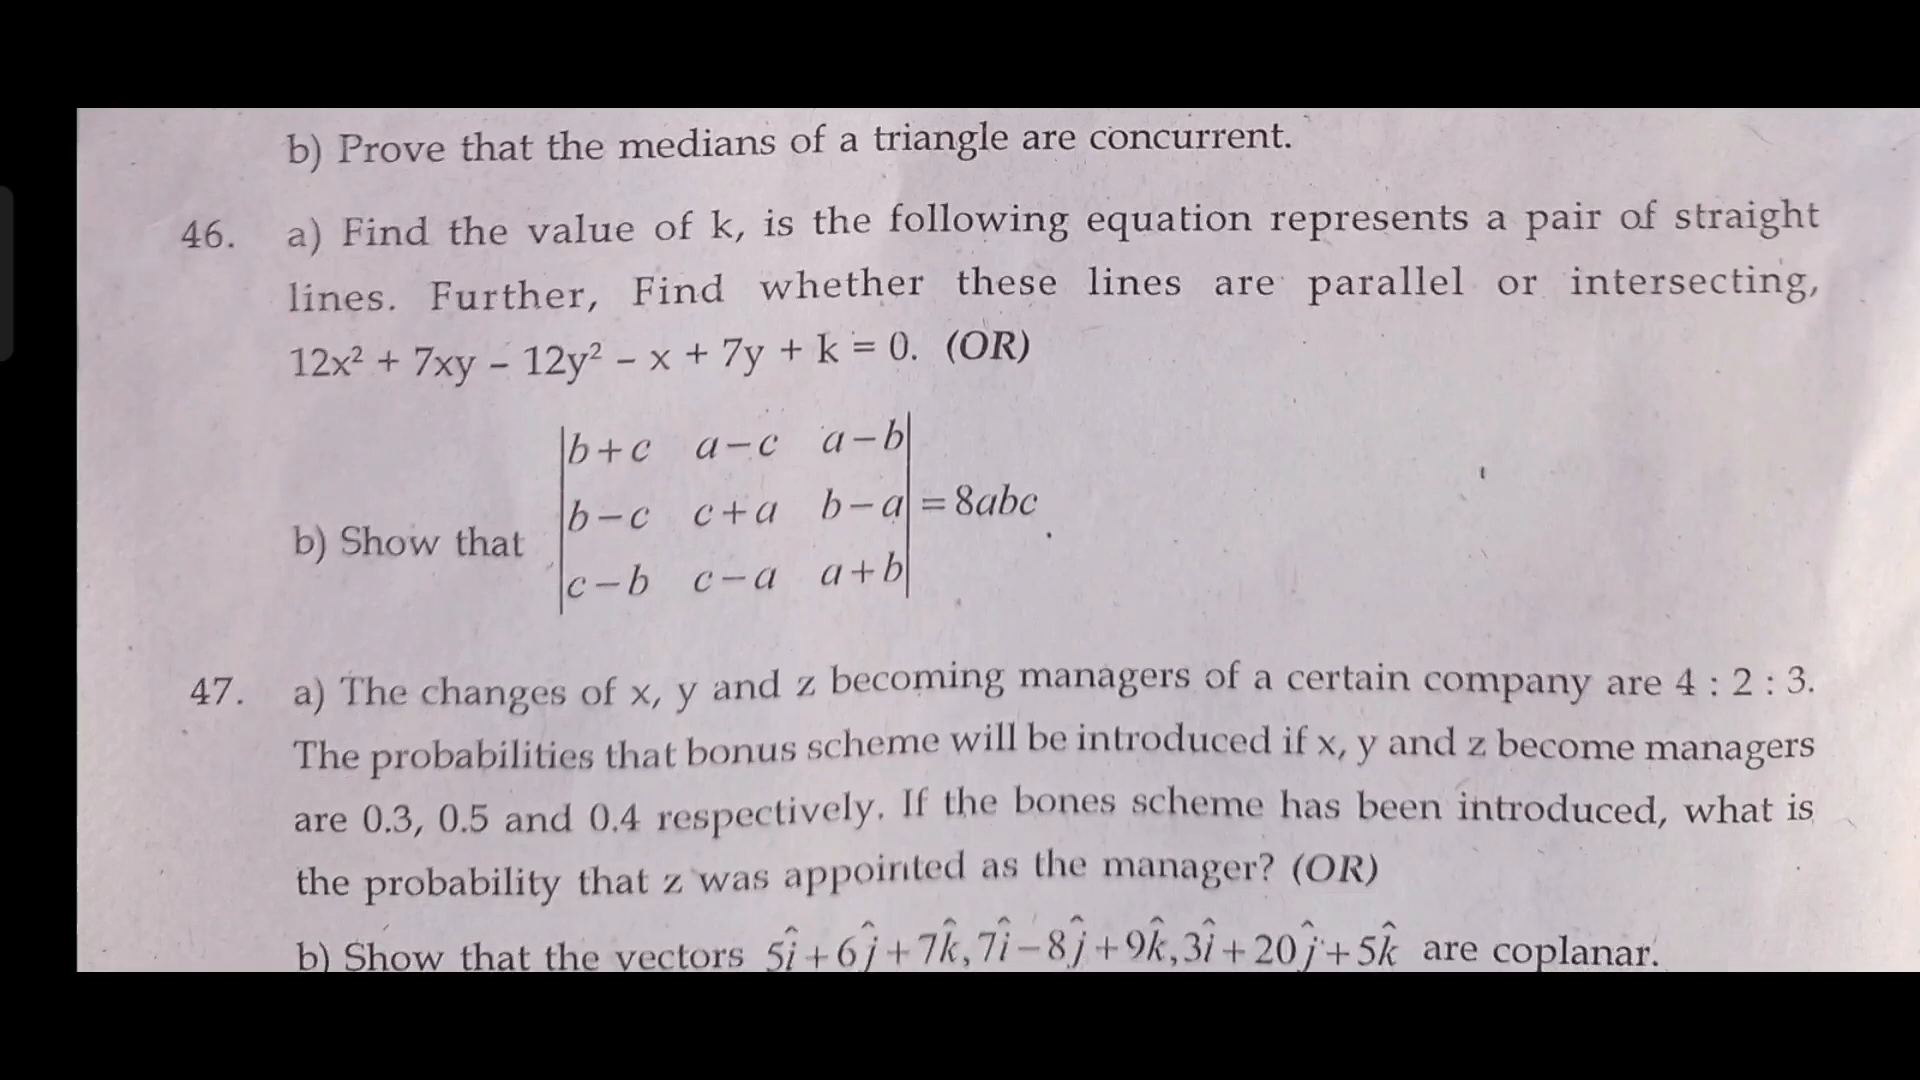 b) Prove that the medians of a triangle are concurrent.
46. a) Find the value of k, is the following equation represents a pair of straight
lines. Further, Find whether these lines are parallel or intersecting,
12x² + 7xy – 12y² – x + 7y + k = 0. (OR)
b) Show that |b+c a−c a−b|
|b−c c+a b−a| = 8abc.
|c−b c−a a+b|
47. a) The changes of x, y and z becoming managers of a certain company are 4 : 2 : 3.
The probabilities that bonus scheme will be introduced if x, y and z become managers
are 0.3, 0.5 and 0.4 respectively. If the bones scheme has been introduced, what is
the probability that z was appointed as the manager? (OR)
b) Show that the vectors 5î+6ĵ+7k̂, 7î−8ĵ+9k̂, 3î+20ĵ+5k̂ are coplanar.